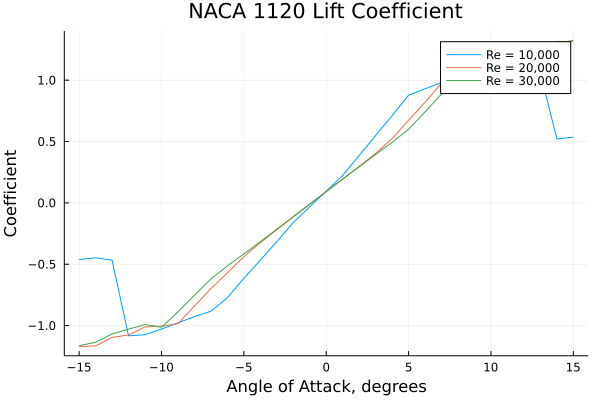 NACA 1120 Lift Coefficient
Re = 10,000
Re = 20,000
Re = 30,000
1.0
0.5
0.0
−0.5
−1.0
Coefficient
−15 −10 −5 0 5 10 15
Angle of Attack, degrees